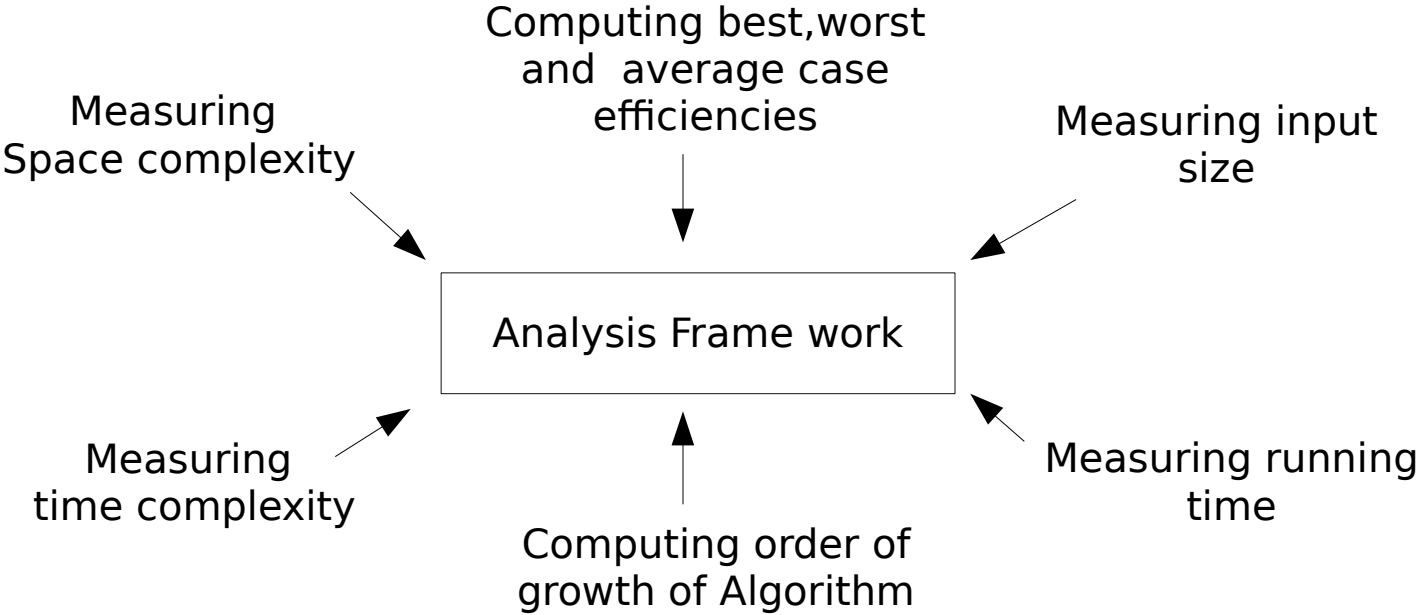 Computing best,worst
and  average case
efficiencies
Measuring
Space complexity
Measuring input
size
Analysis Frame work
Measuring
time complexity
Measuring running
time
Computing order of
growth of Algorithm